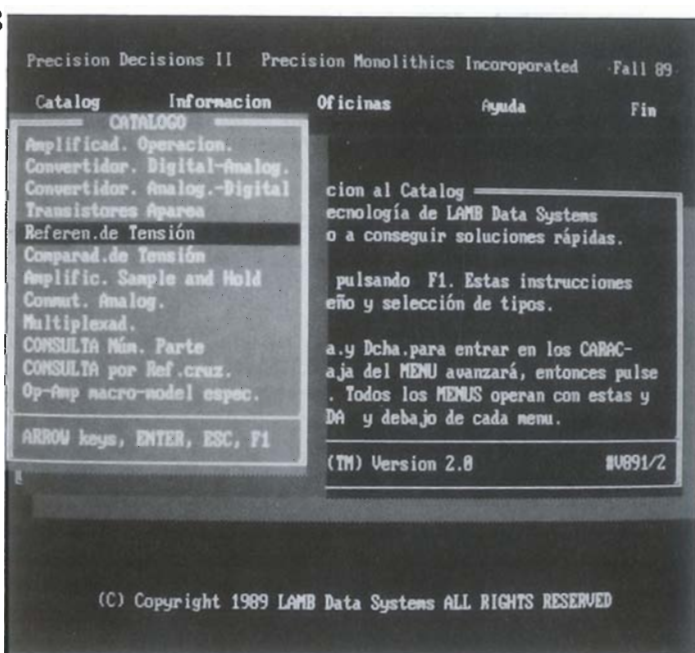 Precision Decisions II Precision Monolithics Incoroporated Fall 89
Catalog Informacion Oficinas Ayuda Fin
CATALOGO
Amplificad. Operacion.
Convertidor. Digital-Analog.
Convertidor. Analog.-Digital
Transistores Aparea
Referen.de Tensión
Comparad.de Tensión
Amplific. Sample and Hold
Conmut. Analog.
Multiplexad.
CONSULTA Núm. Parte
CONSULTA por Ref.cruz.
Op-Amp macro-model espec.
ARROW keys, ENTER, ESC, F1
cion al Catalog
ecnología de LAMB Data Systems
o a conseguir soluciones rápidas.
pulsando F1. Estas instrucciones
eño y selección de tipos.
a.y Dcha.para entrar en los CARAC-
aja del MENU avanzará, entonces pulse
. Todos los MENUS operan con estas y
DA y debajo de cada menu.
(TM) Version 2.0 #V891/2
(C) Copyright 1989 LAMB Data Systems ALL RIGHTS RESERVED